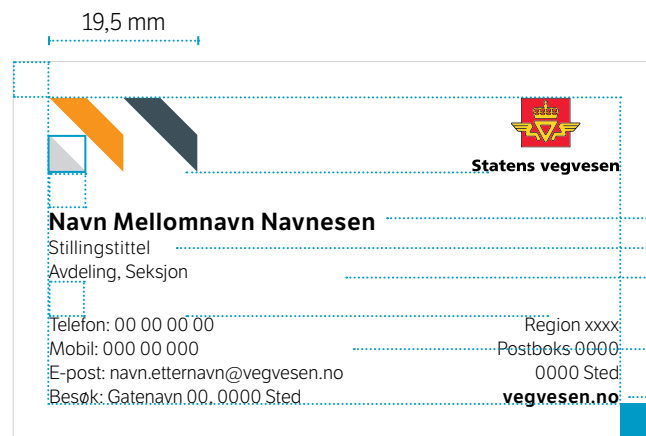 19,5 mm
Statens vegvesen
Navn Mellomnavn Navnesen
Stillingstittel
Avdeling, Seksjon
Telefon: 00 00 00 00
Mobil: 000 00 000
E-post: navn.etternavn@vegvesen.no
Besøk: Gatenavn 00, 0000 Sted
Region xxxx
Postboks 0000
0000 Sted
vegvesen.no